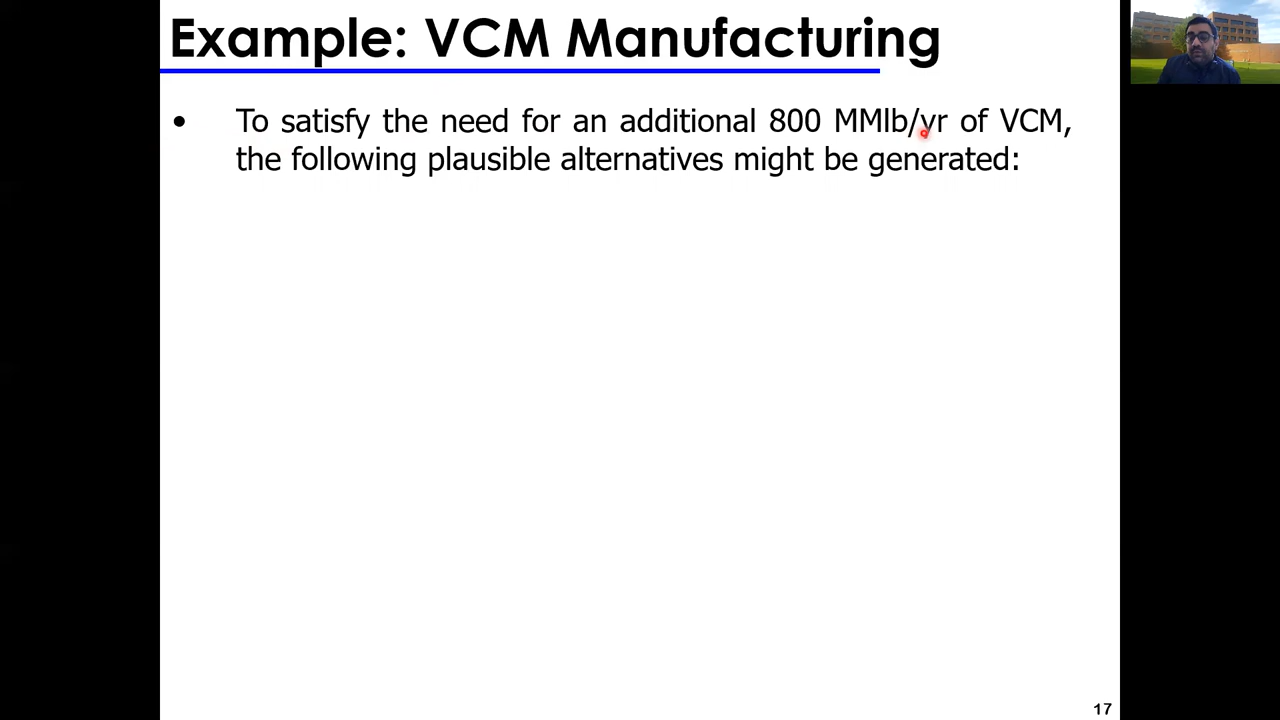 Example: VCM Manufacturing
• To satisfy the need for an additional 800 MMlb/yr of VCM,
the following plausible alternatives might be generated:
17